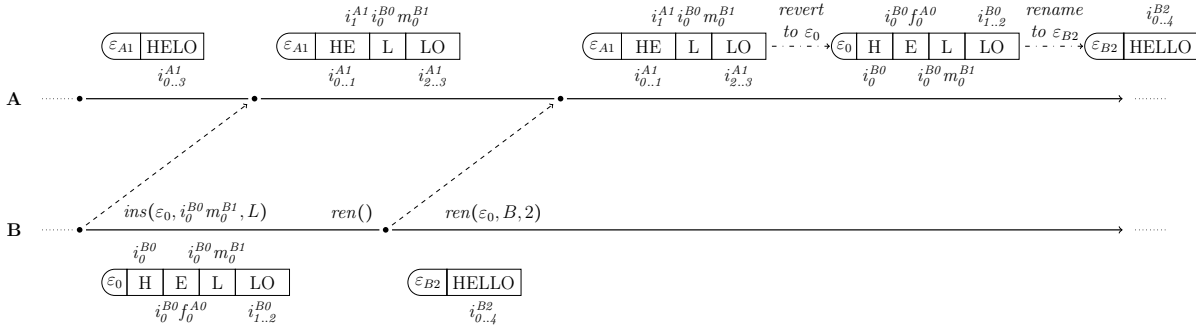 i_1^{A1} i_0^{B0} m_0^{B1} i_1^{A1} i_0^{B0} m_0^{B1} revert i_0^{B0} f_0^{A0} i_{1..2}^{B0} rename i_{0..4}^{B2}
to ε_0 to ε_{B2}
ε_{A1} HELO ε_{A1} HE L LO ε_{A1} HE L LO ε_0 H E L LO ε_{B2} HELLO
i_{0..3}^{A1} i_{0..1}^{A1} i_{2..3}^{A1} i_{0..1}^{A1} i_{2..3}^{A1} i_0^{B0} i_0^{B0} m_0^{B1}
A
ins(ε_0, i_0^{B0} m_0^{B1}, L) ren() ren(ε_0, B, 2)
B
i_0^{B0} i_0^{B0} m_0^{B1}
ε_0 H E L LO ε_{B2} HELLO
i_0^{B0} f_0^{A0} i_{1..2}^{B0} i_{0..4}^{B2}